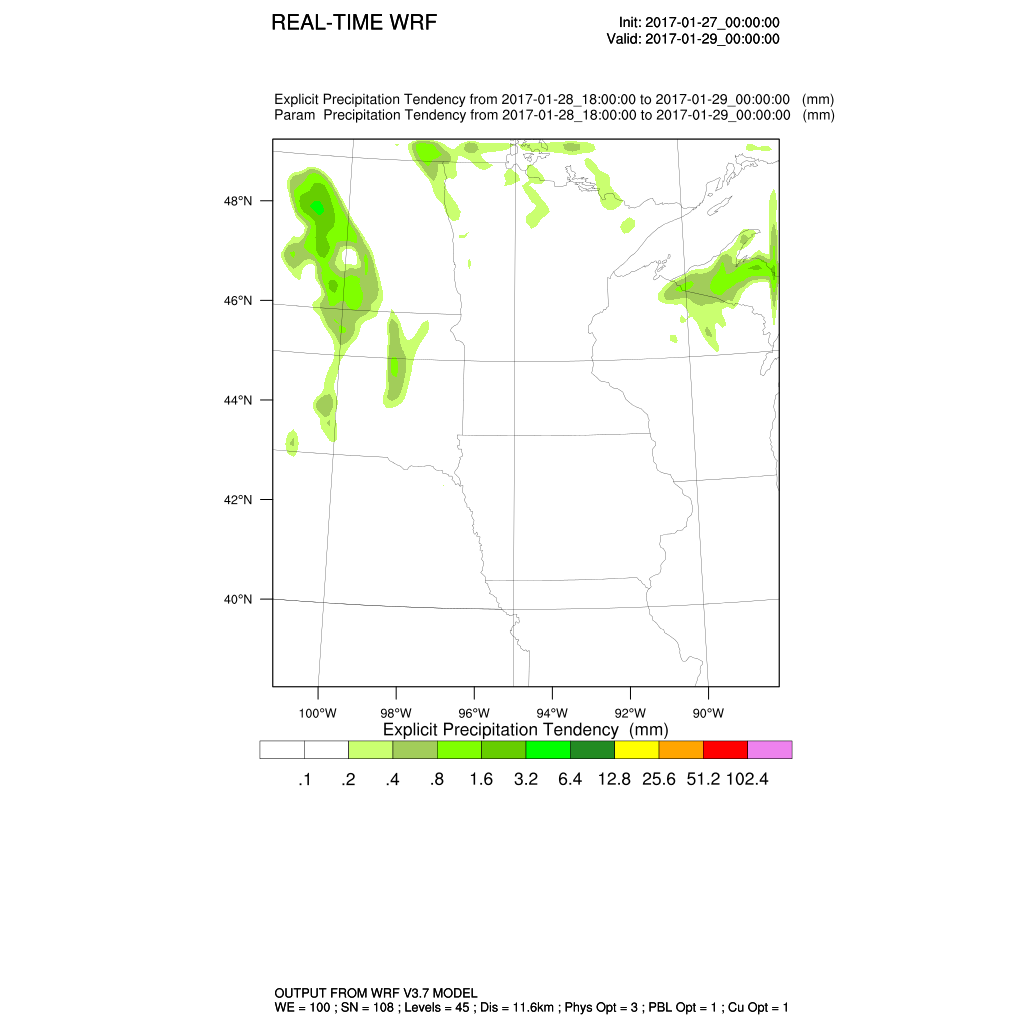 REAL-TIME WRF
Init: 2017-01-27_00:00:00
Valid: 2017-01-29_00:00:00
Explicit Precipitation Tendency from 2017-01-28_18:00:00 to 2017-01-29_00:00:00 (mm)
Param Precipitation Tendency from 2017-01-28_18:00:00 to 2017-01-29_00:00:00 (mm)
48°N
46°N
44°N
42°N
40°N
100°W 98°W 96°W 94°W 92°W 90°W
Explicit Precipitation Tendency (mm)
.1 .2 .4 .8 1.6 3.2 6.4 12.8 25.6 51.2 102.4
OUTPUT FROM WRF V3.7 MODEL
WE = 100 ; SN = 108 ; Levels = 45 ; Dis = 11.6km ; Phys Opt = 3 ; PBL Opt = 1 ; Cu Opt = 1